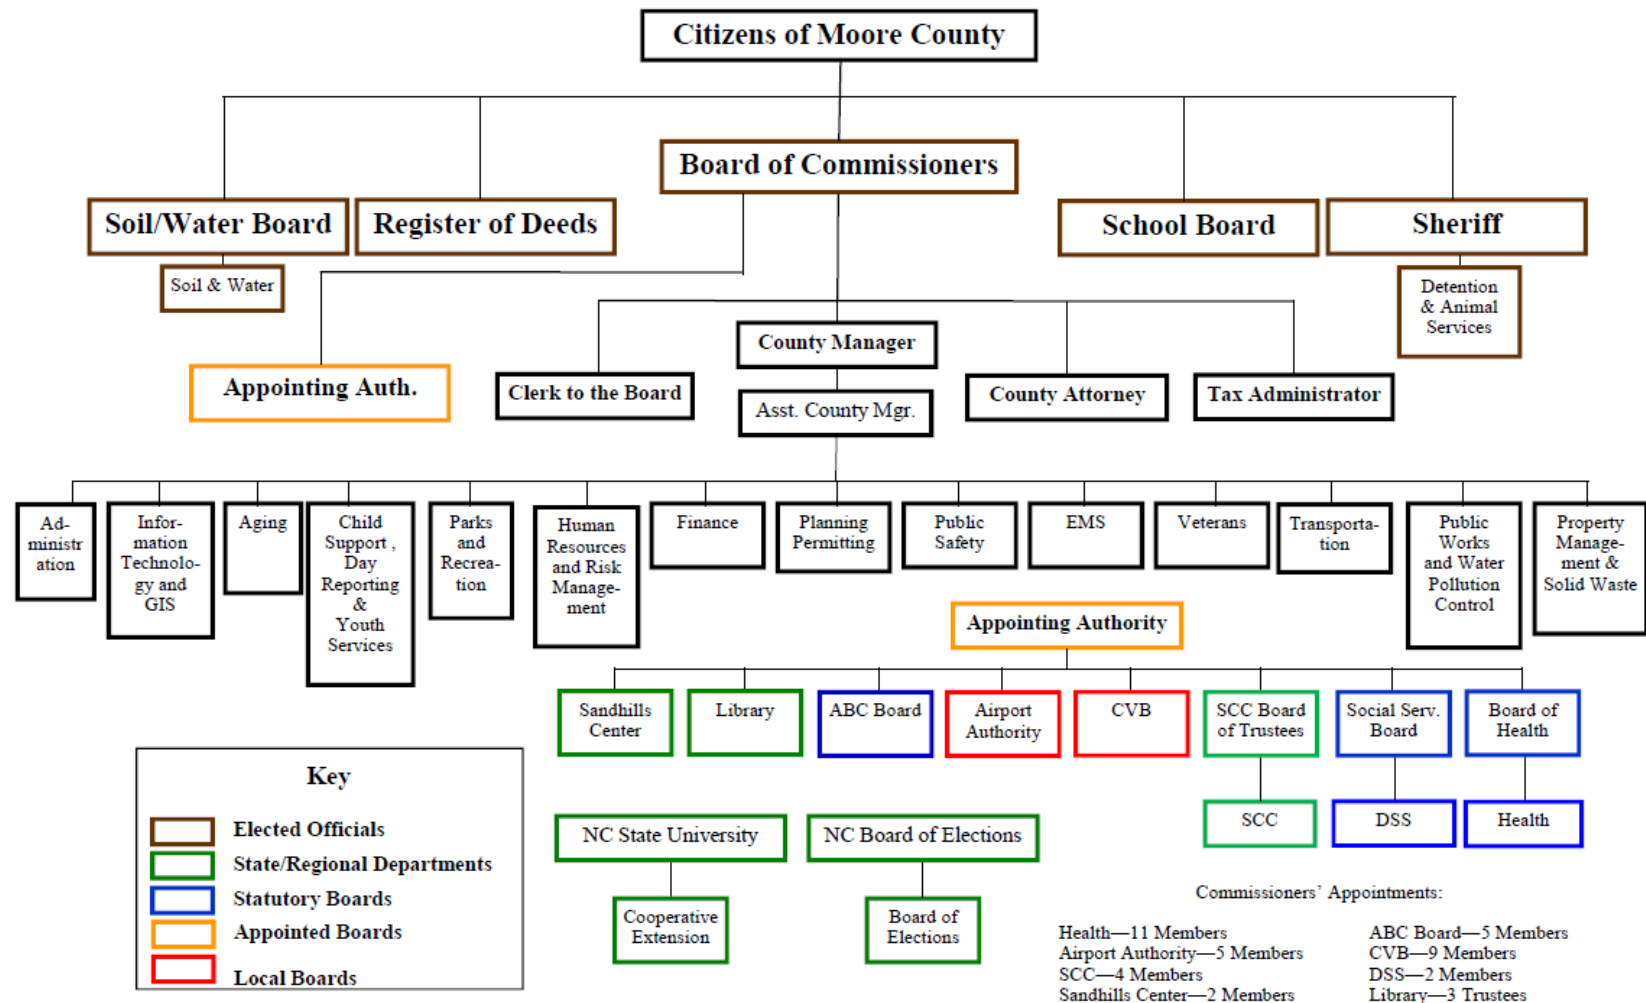 Citizens of Moore County
Board of Commissioners
Soil/Water Board
Register of Deeds
School Board
Sheriff
Soil & Water
Detention
& Animal
Services
County Manager
Appointing Auth.
Clerk to the Board
County Attorney
Tax Administrator
Asst. County Mgr.
Ad-
ministr
ation
Infor-
mation
Technolo-
gy and
GIS
Aging
Child
Support ,
Day
Reporting
&
Youth
Services
Parks
and
Recrea-
tion
Human
Resources
and Risk
Manage-
ment
Finance
Planning
Permitting
Public
Safety
EMS
Veterans
Transporta-
tion
Public
Works
and Water
Pollution
Control
Property
Manage-
ment &
Solid Waste
Appointing Authority
Sandhills
Center
Library
ABC Board
Airport
Authority
CVB
SCC Board
of Trustees
Social Serv.
Board
Board of
Health
SCC
DSS
Health
NC State University
NC Board of Elections
Cooperative
Extension
Board of
Elections
Key
Elected Officials
State/Regional Departments
Statutory Boards
Appointed Boards
Local Boards
Commissioners' Appointments:
Health—11 Members
Airport Authority—5 Members
SCC—4 Members
Sandhills Center—2 Members
ABC Board—5 Members
CVB—9 Members
DSS—2 Members
Library—3 Trustees